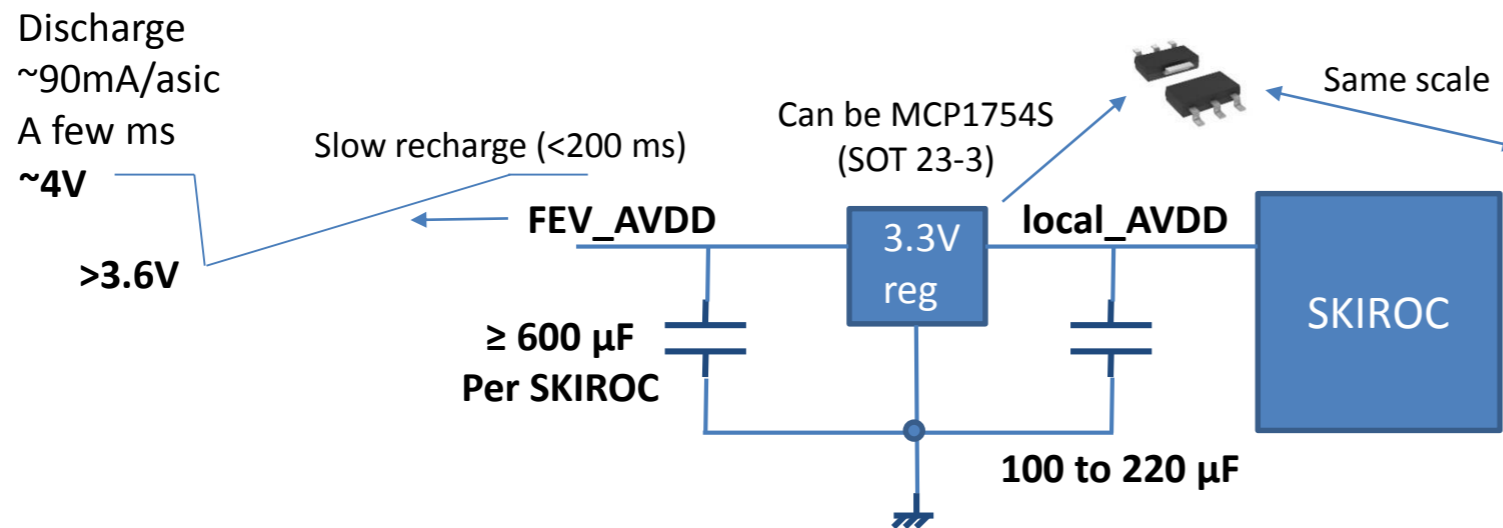 Discharge
~90mA/asic
A few ms
~4V
Slow recharge (<200 ms)
>3.6V
Can be MCP1754S
(SOT 23-3)
Same scale
FEV_AVDD
3.3V
reg
local_AVDD
SKIROC
≥ 600 µF
Per SKIROC
100 to 220 µF